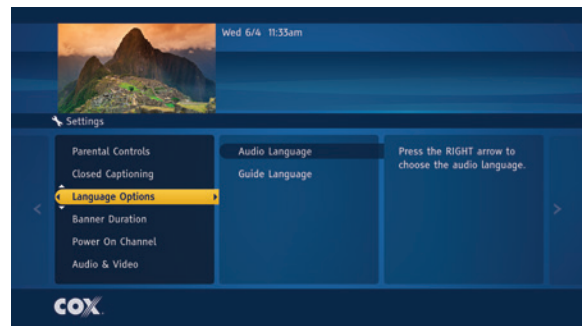 Wed 6/4 11:33am
Settings
Parental Controls
Closed Captioning
Language Options
Banner Duration
Power On Channel
Audio & Video
Audio Language
Guide Language
Press the RIGHT arrow to
choose the audio language.
COX